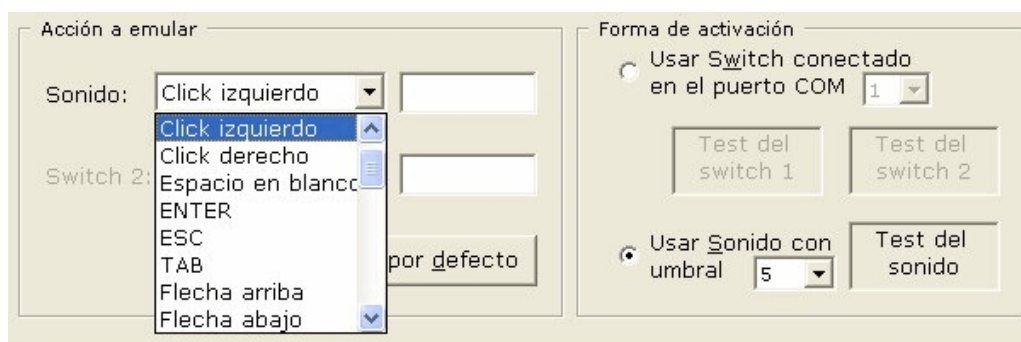 Acción a emular
Sonido:
Click izquierdo
Click izquierdo
Click derecho
Espacio en blanco
ENTER
ESC
TAB
Flecha arriba
Flecha abajo
Switch 2:
por defecto
Forma de activación
Usar Switch conectado
en el puerto COM
1
Test del
switch 1
Test del
switch 2
Usar Sonido con
umbral
5
Test del
sonido